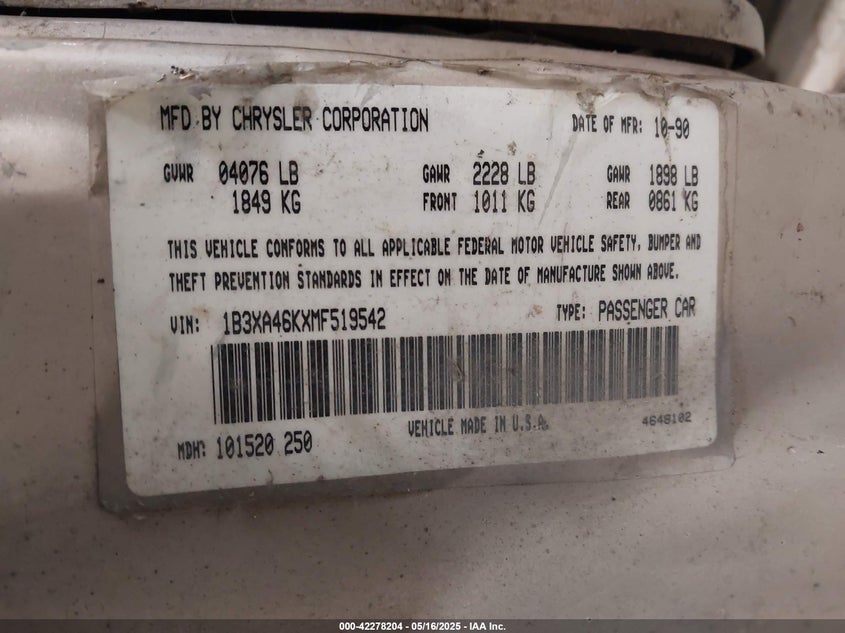 MFD BY CHRYSLER CORPORATION DATE OF MFR: 10-90
GVWR 04076 LB GAWR 2228 LB GAWR 1898 LB
1849 KG FRONT 1011 KG REAR 0861 KG
THIS VEHICLE CONFORMS TO ALL APPLICABLE FEDERAL MOTOR VEHICLE SAFETY, BUMPER AND
THEFT PREVENTION STANDARDS IN EFFECT ON THE DATE OF MANUFACTURE SHOWN ABOVE.
VIN: 1B3XA46KXMF519542 TYPE: PASSENGER CAR
MDH: 101520 250 VEHICLE MADE IN U.S.A. 4648102
000-42278204 - 05/16/2025 - IAA Inc.